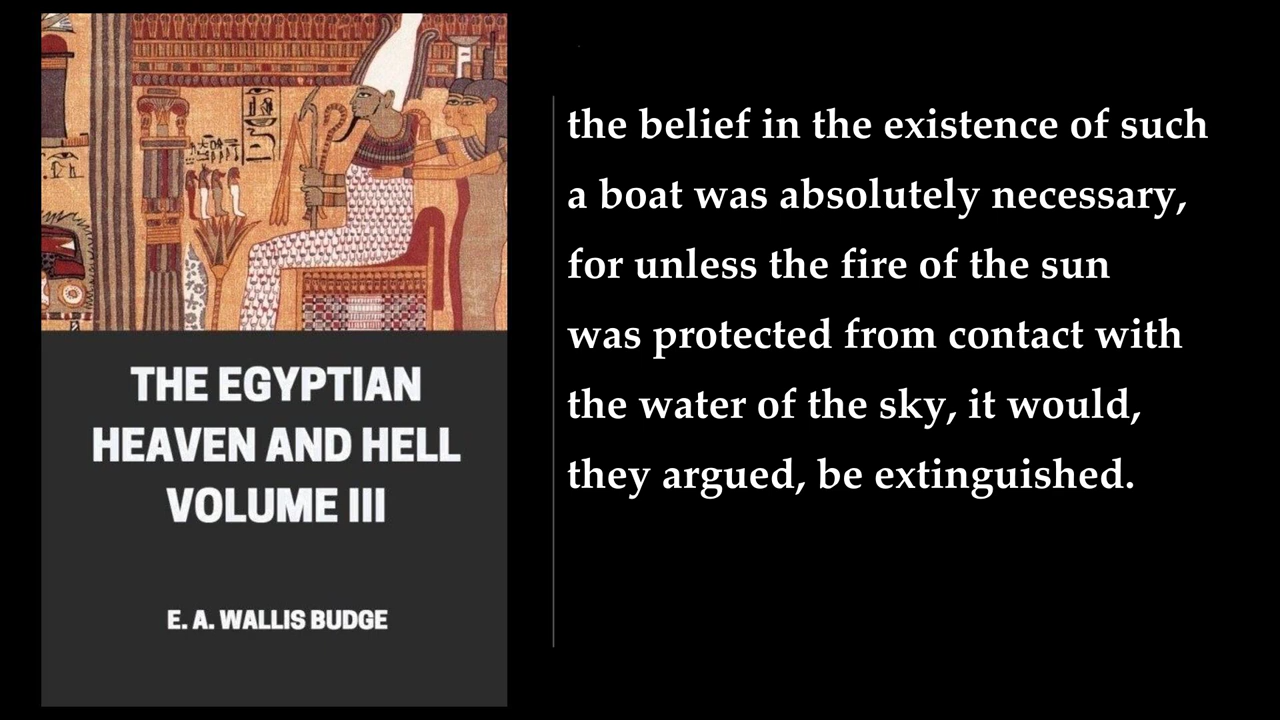 THE EGYPTIAN
HEAVEN AND HELL
VOLUME III
E. A. WALLIS BUDGE
the belief in the existence of such
a boat was absolutely necessary,
for unless the fire of the sun
was protected from contact with
the water of the sky, it would,
they argued, be extinguished.